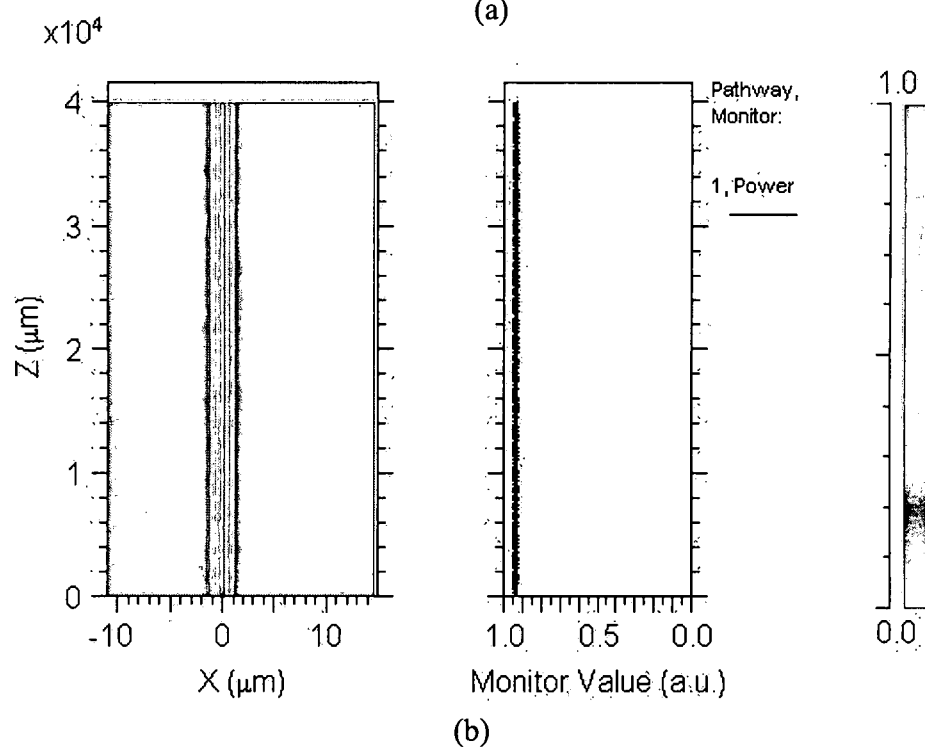 (a)
x10⁴
4
3
2
1
0
Z (μm)
-10 0 10
X (μm)
1.0 0.5 0.0
Monitor Value (a.u.)
Pathway,
Monitor:
1, Power
1.0
0.0
(b)